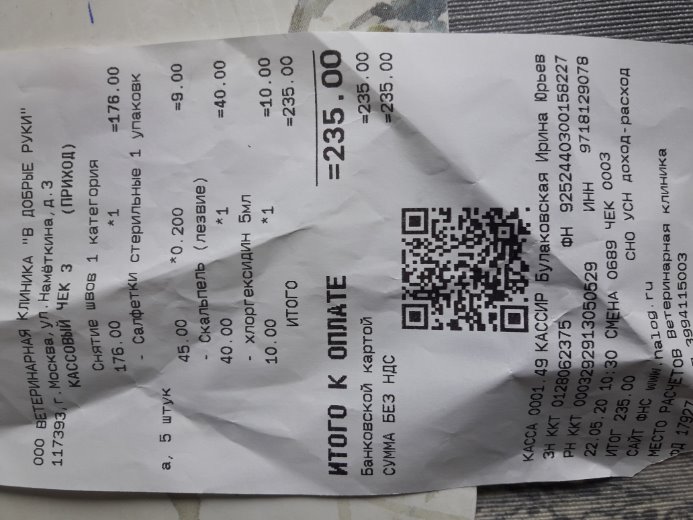 ООО ВЕТЕРИНАРНАЯ КЛИНИКА "В ДОБРЫЕ РУКИ"
117393, г. Москва, ул. Намёткина, д. 3
КАССОВЫЙ ЧЕК 3 (ПРИХОД)
Снятие швов 1 категория
176.00 *1 =176.00
- Салфетки стерильные 1 упаковк
а, 5 штук
45.00 *0.200 =9.00
- Скальпель (лезвие)
40.00 *1 =40.00
- хлоргексидин 5мл
10.00 *1 =10.00
ИТОГО =235.00
ИТОГО К ОПЛАТЕ =235.00
Банковской картой =235.00
СУММА БЕЗ НДС =235.00
КАССА 0001.49 КАССИР Булаковская Ирина Юрьев
ЗН ККТ 0128062375 ФН 9252440300158227
РН ККТ 0003292913050529 ИНН 9718129078
22.05.20 10:30 СМЕНА 0689 ЧЕК 0003
ИТОГ 235.00 СНО УСН доход-расход
САЙТ ФНС www.nalog.ru
МЕСТО РАСЧЕТОВ Ветеринарная клиника
ФД 17927 3994115003